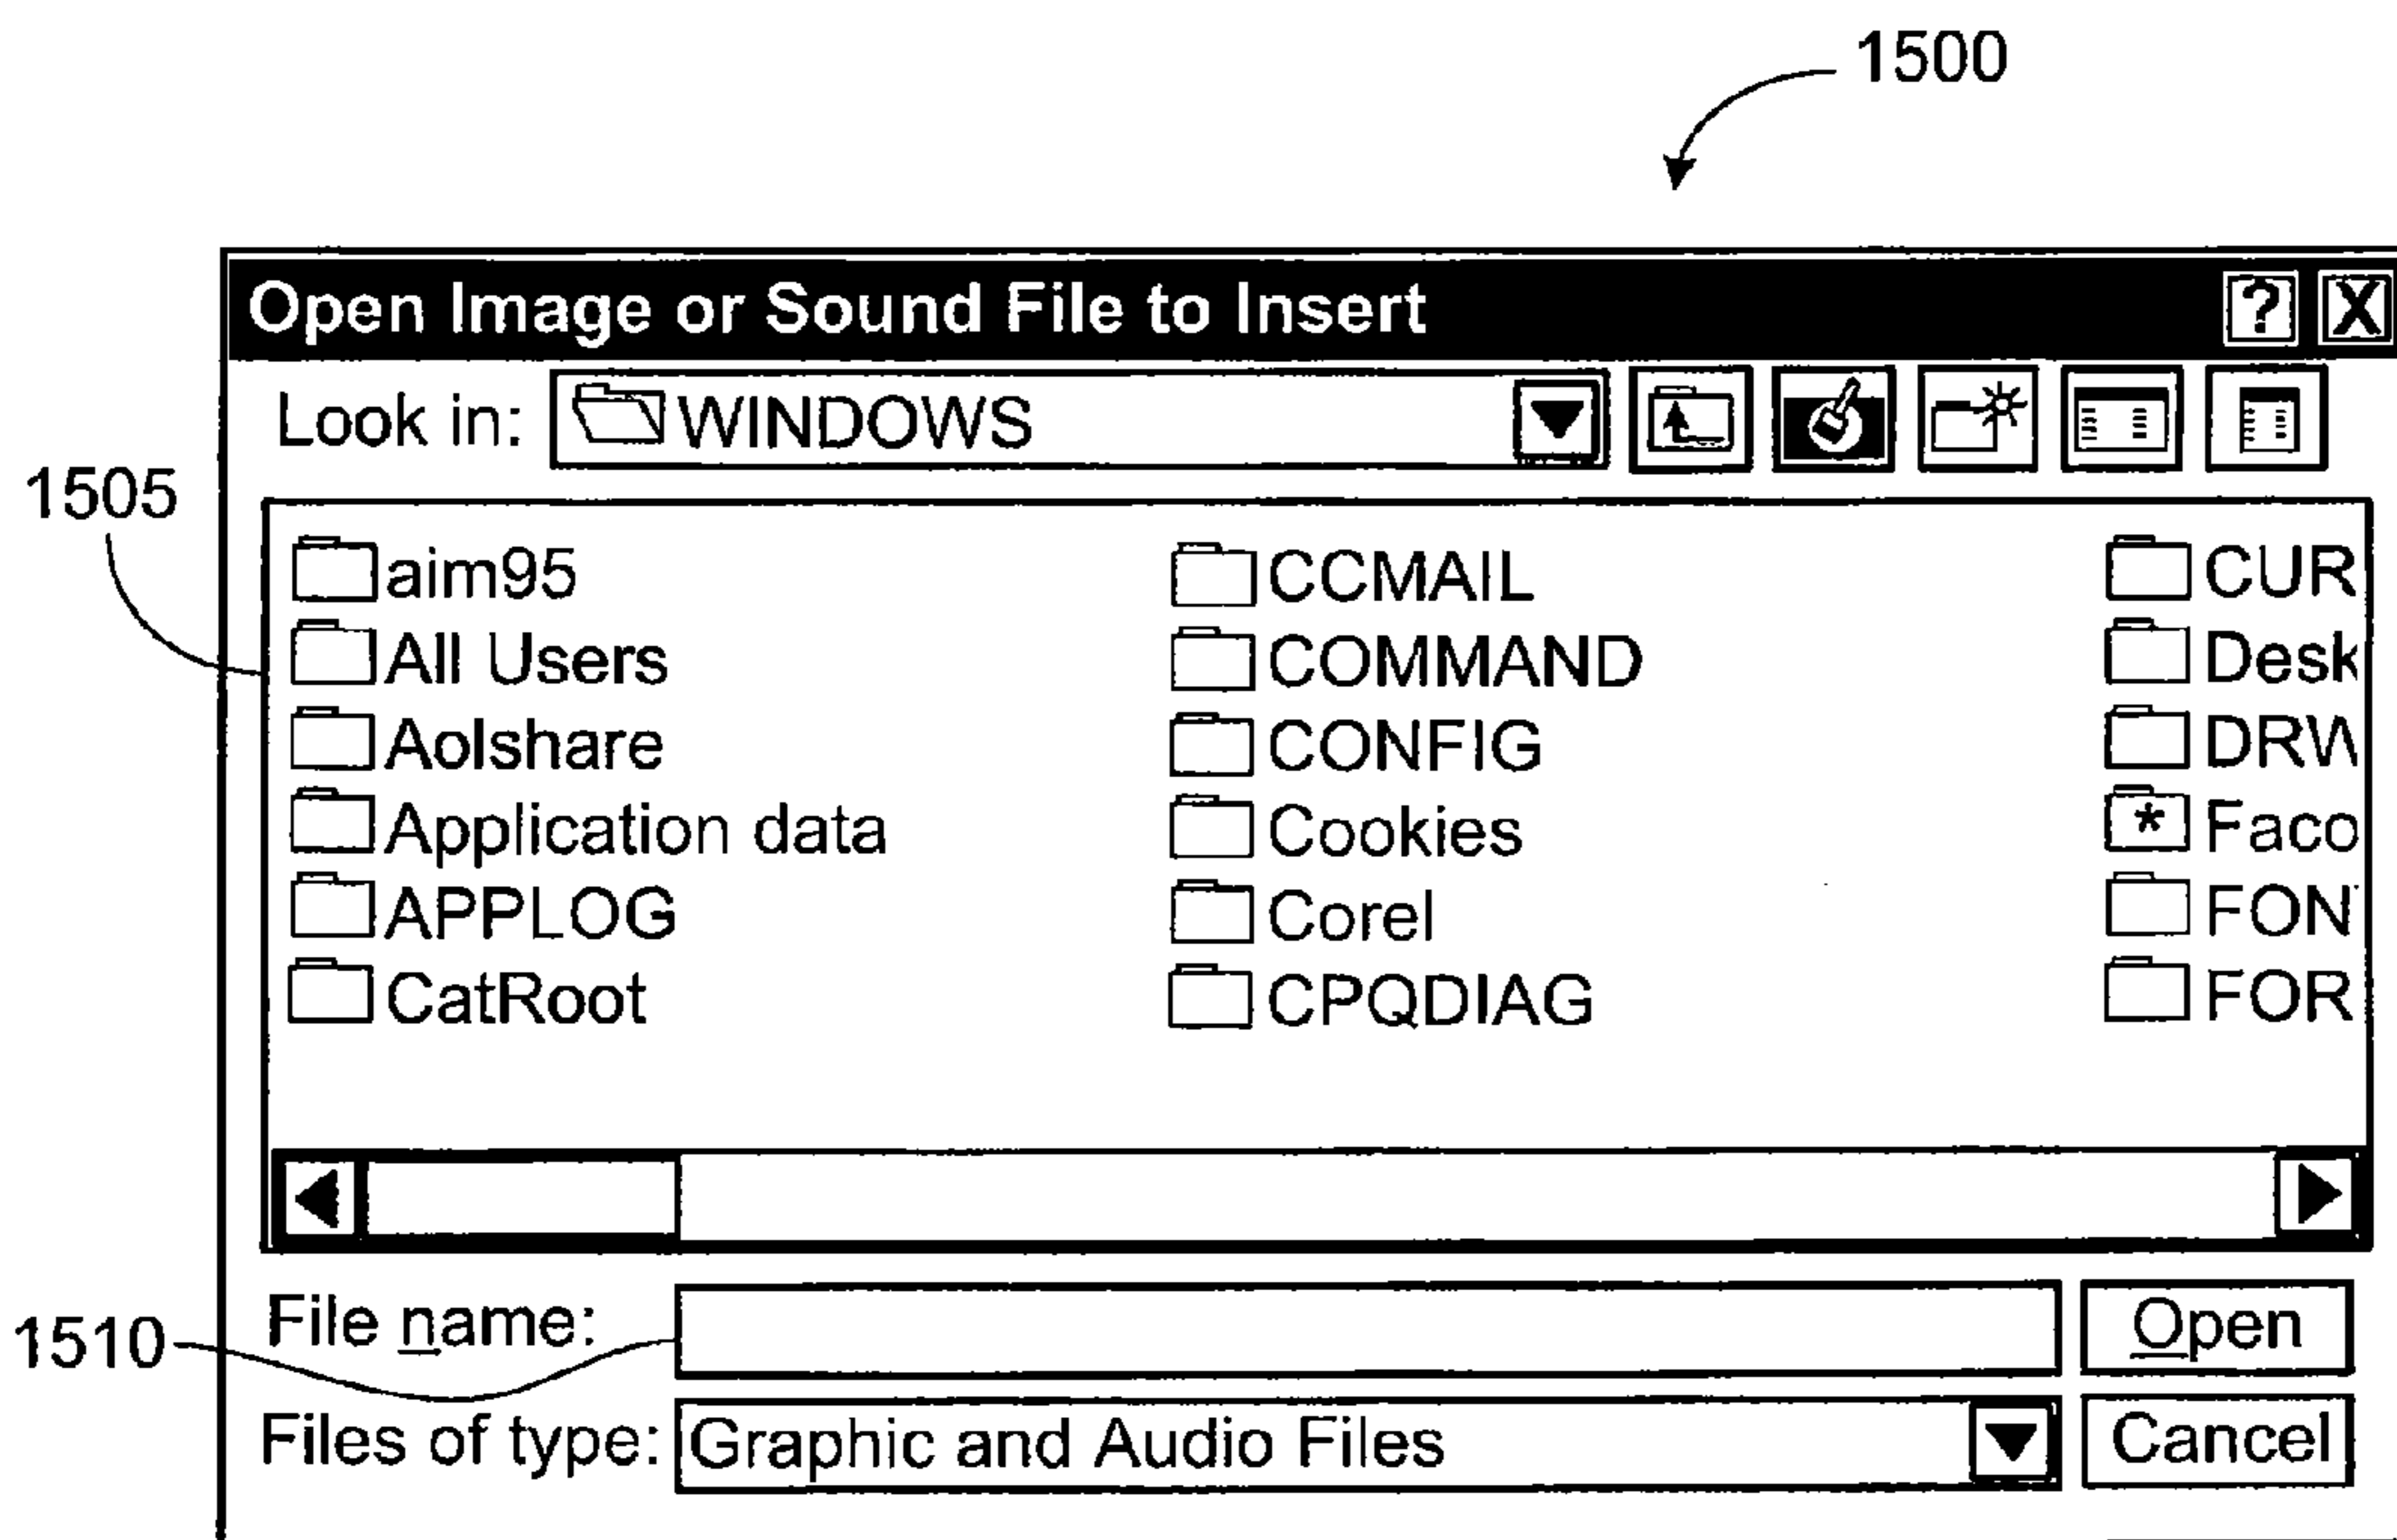 1500
Open Image or Sound File to Insert ? X
Look in: WINDOWS
1505
aim95 CCMAIL CUR
All Users COMMAND Desk
Aolshare CONFIG DRW
Application data Cookies * Faco
APPLOG Corel FONT
CatRoot CPQDIAG FOR
File name: Open
1510
Files of type: Graphic and Audio Files Cancel